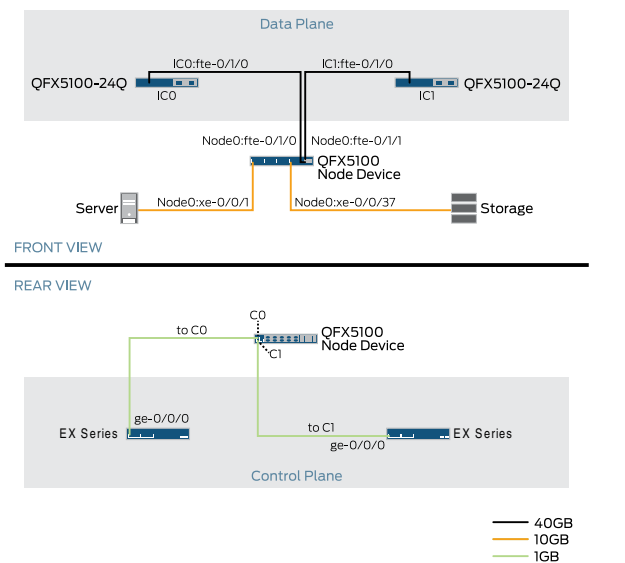 Data Plane
IC0:fte-0/1/0
IC1:fte-0/1/0
QFX5100-24Q
IC0
IC1
QFX5100-24Q
Node0:fte-0/1/0
Node0:fte-0/1/1
QFX5100
Node Device
Server
Node0:xe-0/0/1
Node0:xe-0/0/37
Storage
FRONT VIEW
REAR VIEW
C0
to C0
QFX5100
Node Device
C1
ge-0/0/0
EX Series
to C1
ge-0/0/0
EX Series
Control Plane
40GB
10GB
1GB